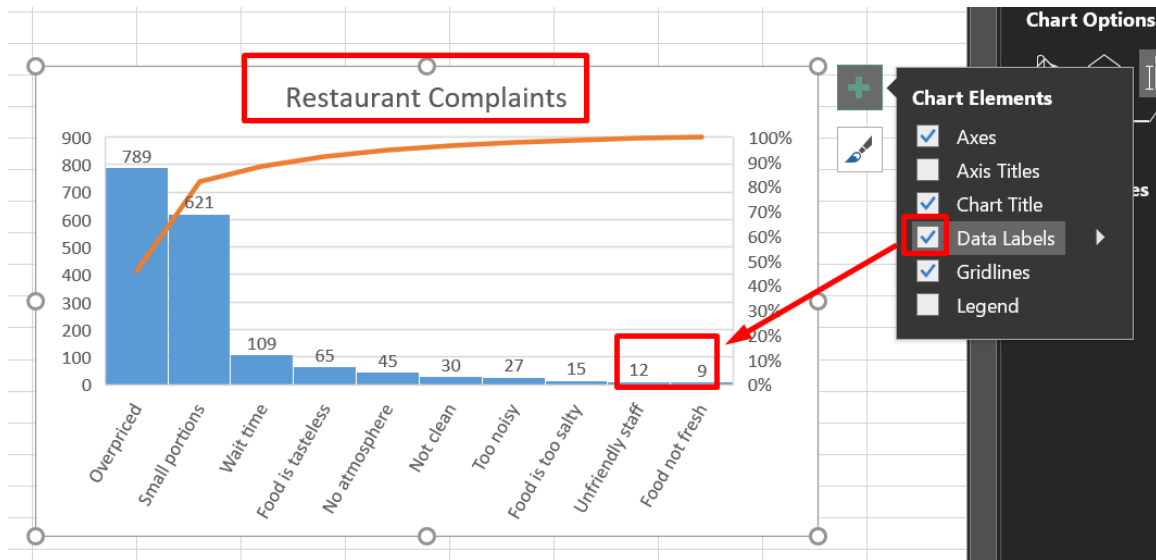 Chart Options
Restaurant Complaints
900
800
700
600
500
400
300
200
100
0
789
621
109
65
45
30
27
15
12
9
100%
90%
80%
70%
60%
50%
40%
30%
20%
10%
0%
Overpriced
Small portions
Wait time
Food is tasteless
No atmosphere
Not clean
Too noisy
Food is too salty
Unfriendly staff
Food not fresh
Chart Elements
Axes
Axis Titles
Chart Title
Data Labels
Gridlines
Legend
es